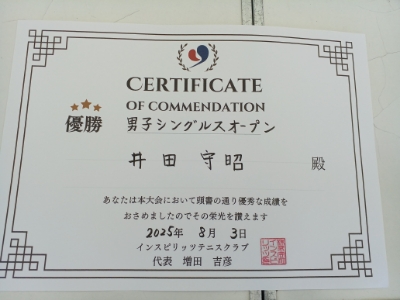 CERTIFICATE
OF COMMENDATION
優勝 男子シングルスオープン
井田 守昭 殿
あなたは本大会において頭書の通り優秀な成績を
おさめましたのでその栄光を讃えます
2025年 8月 3日
インスピリッツテニスクラブ
代表 増田 吉彦